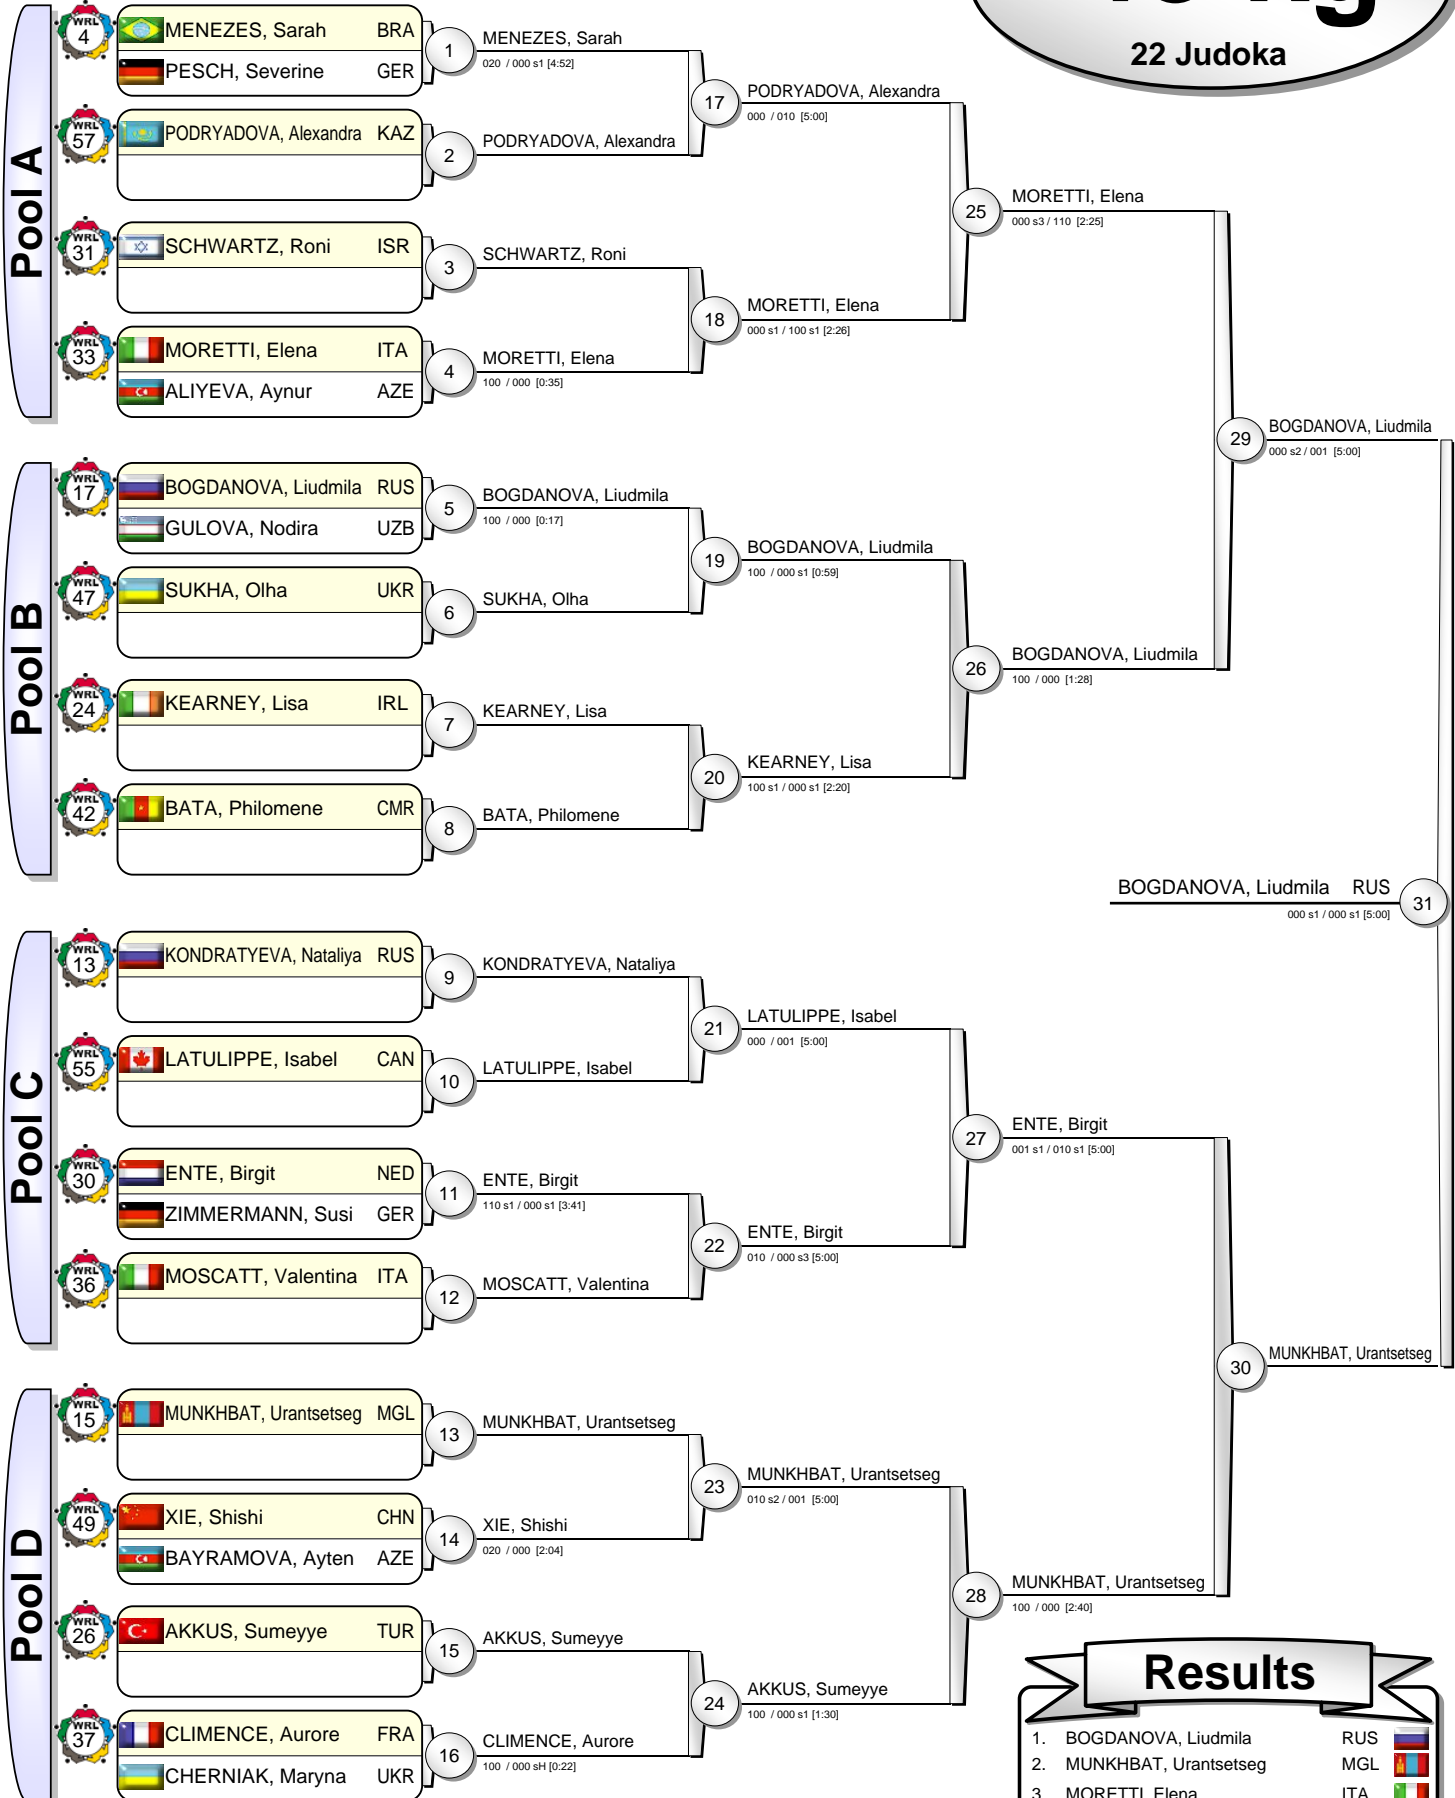 22 Judoka
Pool A
WRL 4 MENEZES, Sarah BRA
PESCH, Severine GER
1
MENEZES, Sarah
020 / 000 s1 [4:52]
WRL 57 PODRYADOVA, Alexandra KAZ
2
PODRYADOVA, Alexandra
17
PODRYADOVA, Alexandra
000 / 010 [5:00]
WRL 31 SCHWARTZ, Roni ISR
3
SCHWARTZ, Roni
WRL 33 MORETTI, Elena ITA
ALIYEVA, Aynur AZE
4
MORETTI, Elena
100 / 000 [0:35]
18
MORETTI, Elena
000 s1 / 100 s1 [2:26]
25
MORETTI, Elena
000 s3 / 110 [2:25]
Pool B
WRL 17 BOGDANOVA, Liudmila RUS
GULOVA, Nodira UZB
5
BOGDANOVA, Liudmila
100 / 000 [0:17]
WRL 47 SUKHA, Olha UKR
6
SUKHA, Olha
19
BOGDANOVA, Liudmila
100 / 000 s1 [0:59]
WRL 24 KEARNEY, Lisa IRL
7
KEARNEY, Lisa
WRL 42 BATA, Philomene CMR
8
BATA, Philomene
20
KEARNEY, Lisa
100 s1 / 000 s1 [2:20]
26
BOGDANOVA, Liudmila
100 / 000 [1:28]
29
BOGDANOVA, Liudmila
000 s2 / 001 [5:00]
BOGDANOVA, Liudmila RUS
000 s1 / 000 s1 [5:00]
31
Pool C
WRL 13 KONDRATYEVA, Nataliya RUS
9
KONDRATYEVA, Nataliya
WRL 55 LATULIPPE, Isabel CAN
10
LATULIPPE, Isabel
21
LATULIPPE, Isabel
000 / 001 [5:00]
WRL 30 ENTE, Birgit NED
ZIMMERMANN, Susi GER
11
ENTE, Birgit
110 s1 / 000 s1 [3:41]
WRL 36 MOSCATT, Valentina ITA
12
MOSCATT, Valentina
22
ENTE, Birgit
010 / 000 s3 [5:00]
27
ENTE, Birgit
001 s1 / 010 s1 [5:00]
30
MUNKHBAT, Urantsetseg
Pool D
WRL 15 MUNKHBAT, Urantsetseg MGL
13
MUNKHBAT, Urantsetseg
WRL 49 XIE, Shishi CHN
BAYRAMOVA, Ayten AZE
14
XIE, Shishi
020 / 000 [2:04]
23
MUNKHBAT, Urantsetseg
010 s2 / 001 [5:00]
WRL 26 AKKUS, Sumeyye TUR
15
AKKUS, Sumeyye
WRL 37 CLIMENCE, Aurore FRA
CHERNIAK, Maryna UKR
16
CLIMENCE, Aurore
100 / 000 sH [0:22]
24
AKKUS, Sumeyye
100 / 000 s1 [1:30]
28
MUNKHBAT, Urantsetseg
100 / 000 [2:40]
Results
1. BOGDANOVA, Liudmila RUS
2. MUNKHBAT, Urantsetseg MGL
3. MORETTI, Elena ITA